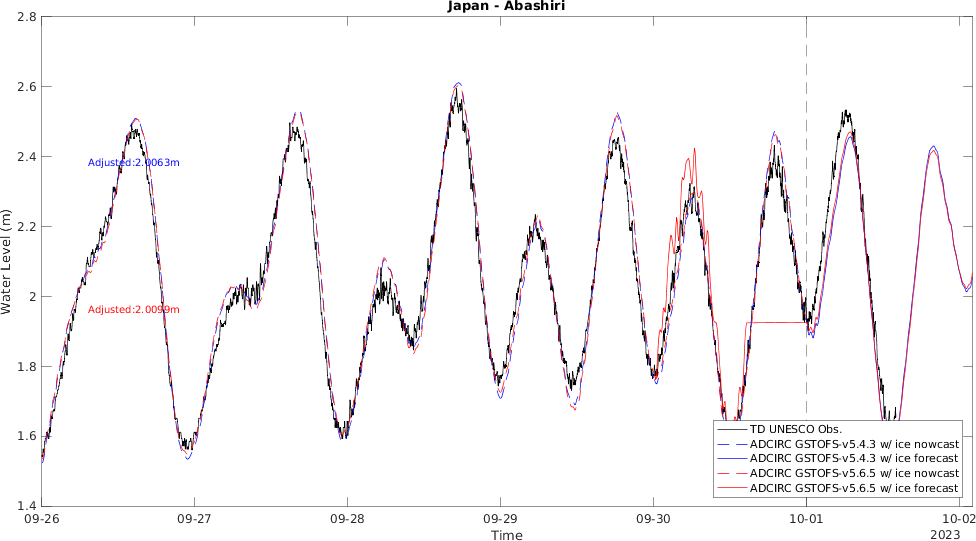 Japan - Abashiri
2.8
2.6
2.4
2.2
2
1.8
1.6
1.4
Water Level (m)
Adjusted:2.0063m
Adjusted:2.0099m
TD UNESCO Obs.
ADCIRC GSTOFS-v5.4.3 w/ ice nowcast
ADCIRC GSTOFS-v5.4.3 w/ ice forecast
ADCIRC GSTOFS-v5.6.5 w/ ice nowcast
ADCIRC GSTOFS-v5.6.5 w/ ice forecast
09-26 09-27 09-28 09-29 09-30 10-01 10-02
Time
2023